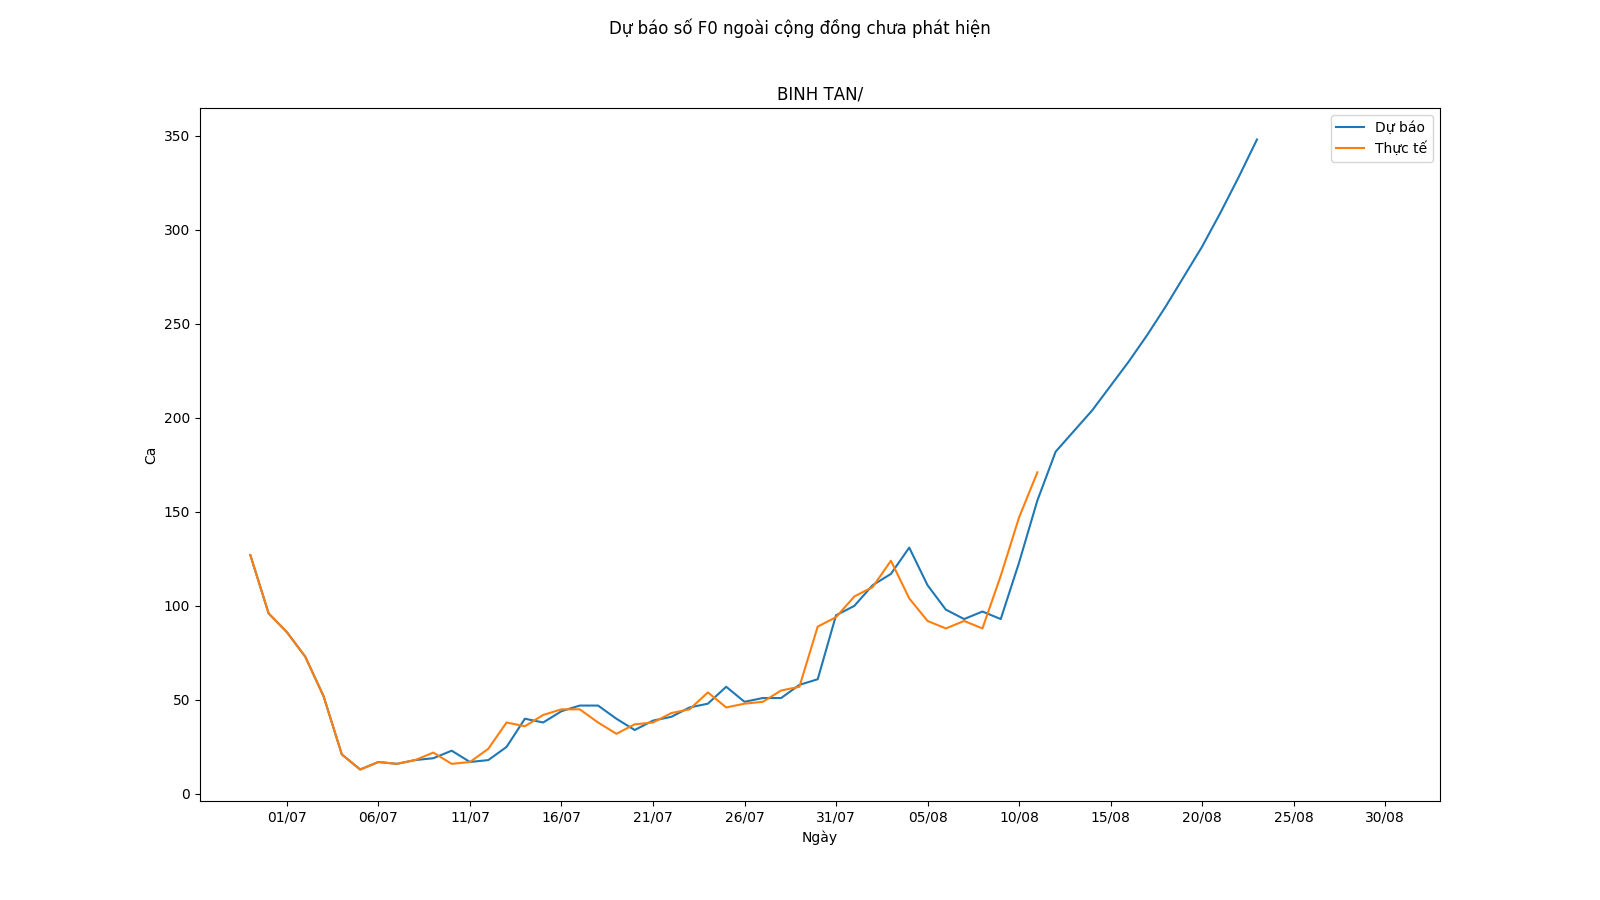 Dự báo số F0 ngoài cộng đồng chưa phát hiện
BINH TAN/
Dự báo
Thực tế
350
300
250
200
150
100
50
0
Ca
01/07 06/07 11/07 16/07 21/07 26/07 31/07 05/08 10/08 15/08 20/08 25/08 30/08
Ngày